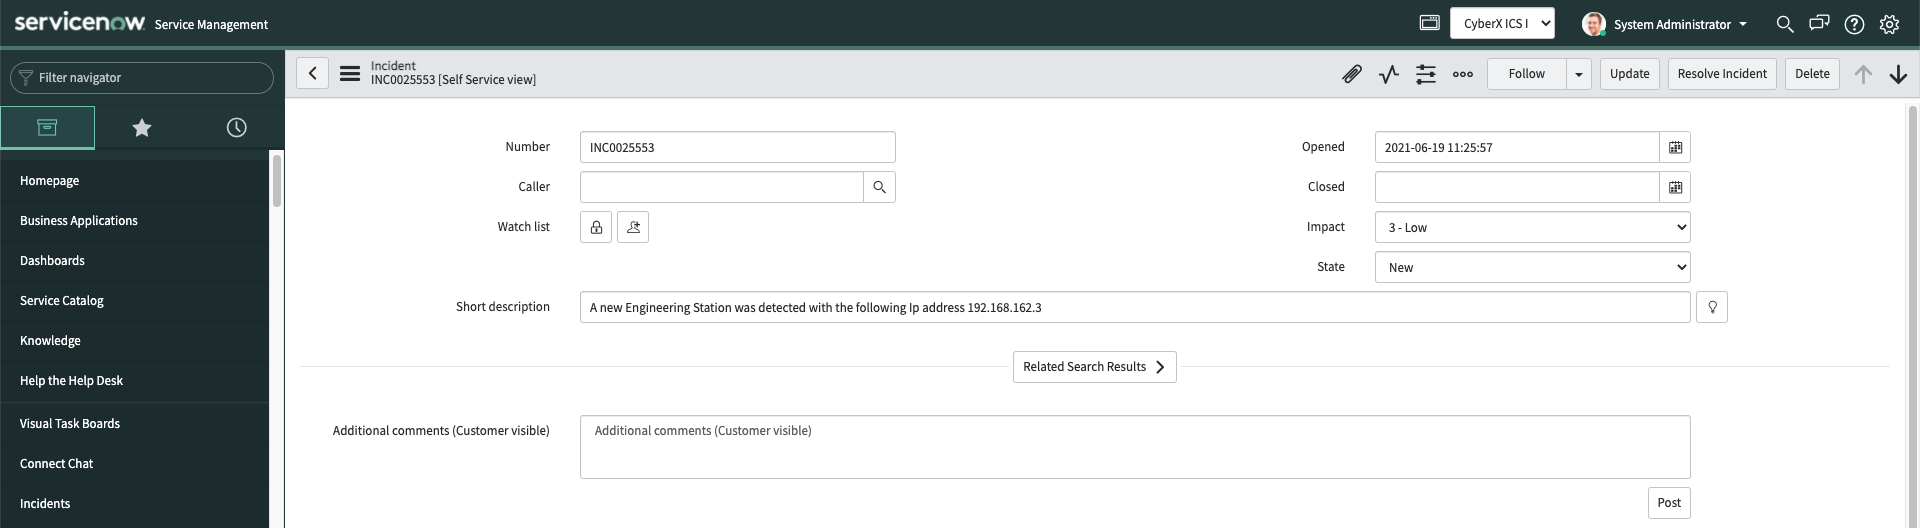 servicenow Service Management
CyberX ICS I
System Administrator
Filter navigator
Incident
INC0025553 [Self Service view]
Follow
Update
Resolve Incident
Delete
Homepage
Business Applications
Dashboards
Service Catalog
Knowledge
Help the Help Desk
Visual Task Boards
Connect Chat
Incidents
Number INC0025553
Opened 2021-06-19 11:25:57
Caller
Closed
Watch list
Impact 3 - Low
State New
Short description A new Engineering Station was detected with the following Ip address 192.168.162.3
Related Search Results
Additional comments (Customer visible) Additional comments (Customer visible)
Post